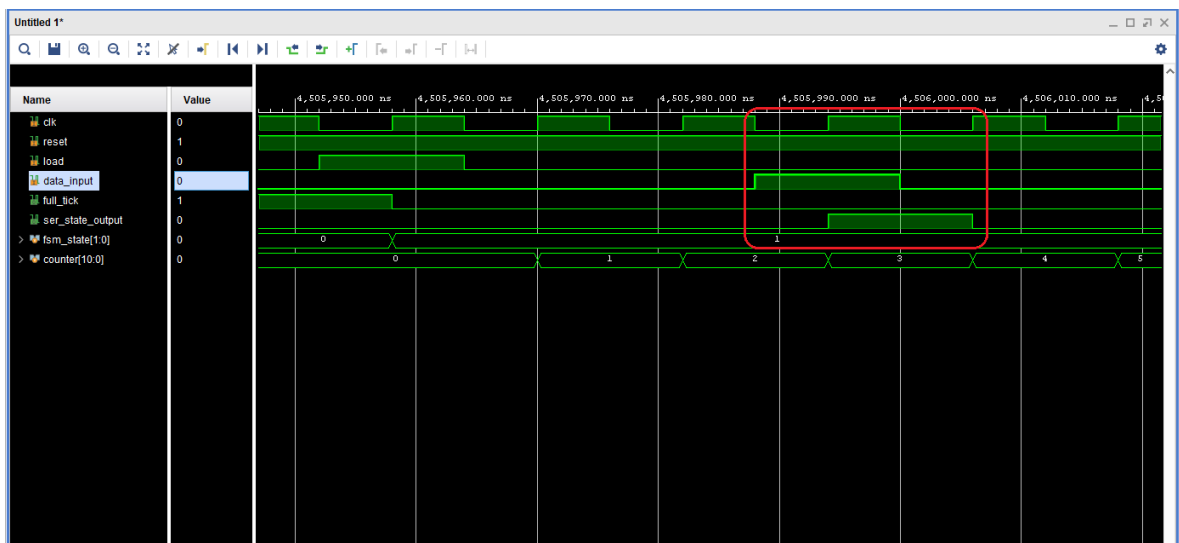 Untitled 1*
Name Value
4,505,950.000 ns 4,505,960.000 ns 4,505,970.000 ns 4,505,980.000 ns 4,505,990.000 ns 4,506,000.000 ns 4,506,010.000 ns 4,5
clk 0
reset 1
load 0
data_input 0
full_tick 1
ser_state_output 0
fsm_state[1:0] 0 0 1
counter[10:0] 0 0 1 2 3 4 5